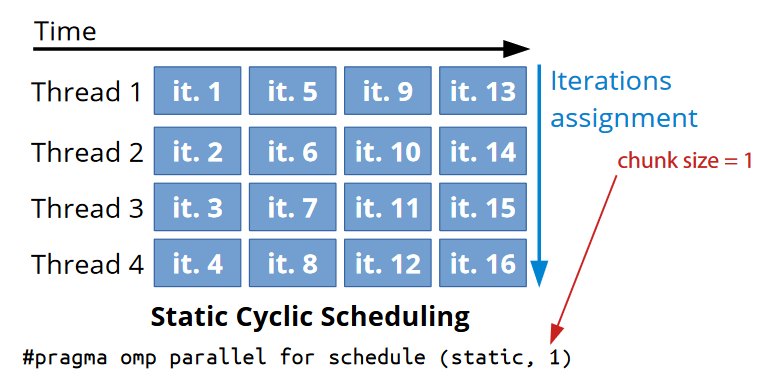 Time
Thread 1 it. 1 it. 5 it. 9 it. 13
Iterations
assignment
Thread 2 it. 2 it. 6 it. 10 it. 14
chunk size = 1
Thread 3 it. 3 it. 7 it. 11 it. 15
Thread 4 it. 4 it. 8 it. 12 it. 16
Static Cyclic Scheduling
#pragma omp parallel for schedule (static, 1)